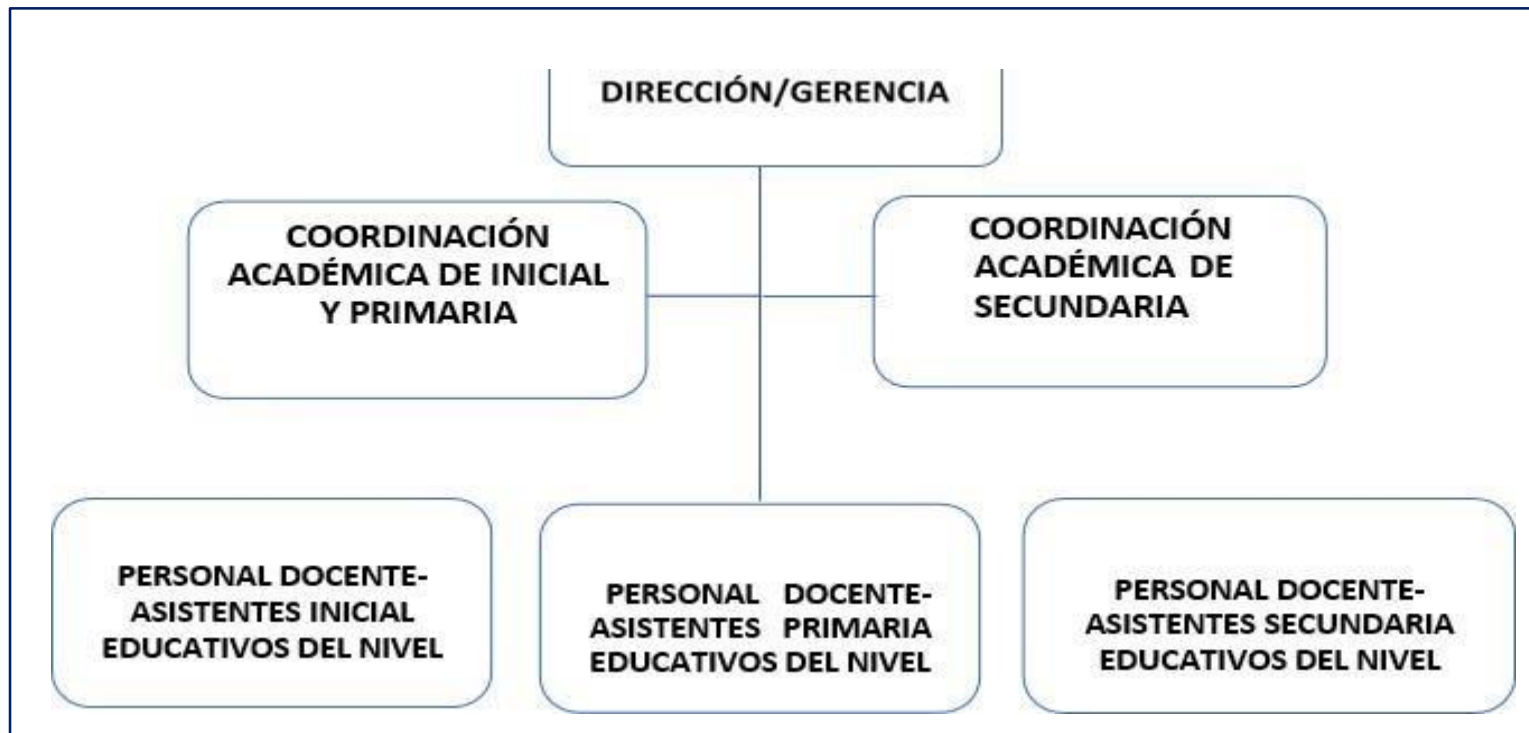 DIRECCIÓN/GERENCIA
COORDINACIÓN
ACADÉMICA DE INICIAL
Y PRIMARIA
COORDINACIÓN
ACADÉMICA DE
SECUNDARIA
PERSONAL DOCENTE-
ASISTENTES INICIAL
EDUCATIVOS DEL NIVEL
PERSONAL DOCENTE-
ASISTENTES PRIMARIA
EDUCATIVOS DEL NIVEL
PERSONAL DOCENTE-
ASISTENTES SECUNDARIA
EDUCATIVOS DEL NIVEL